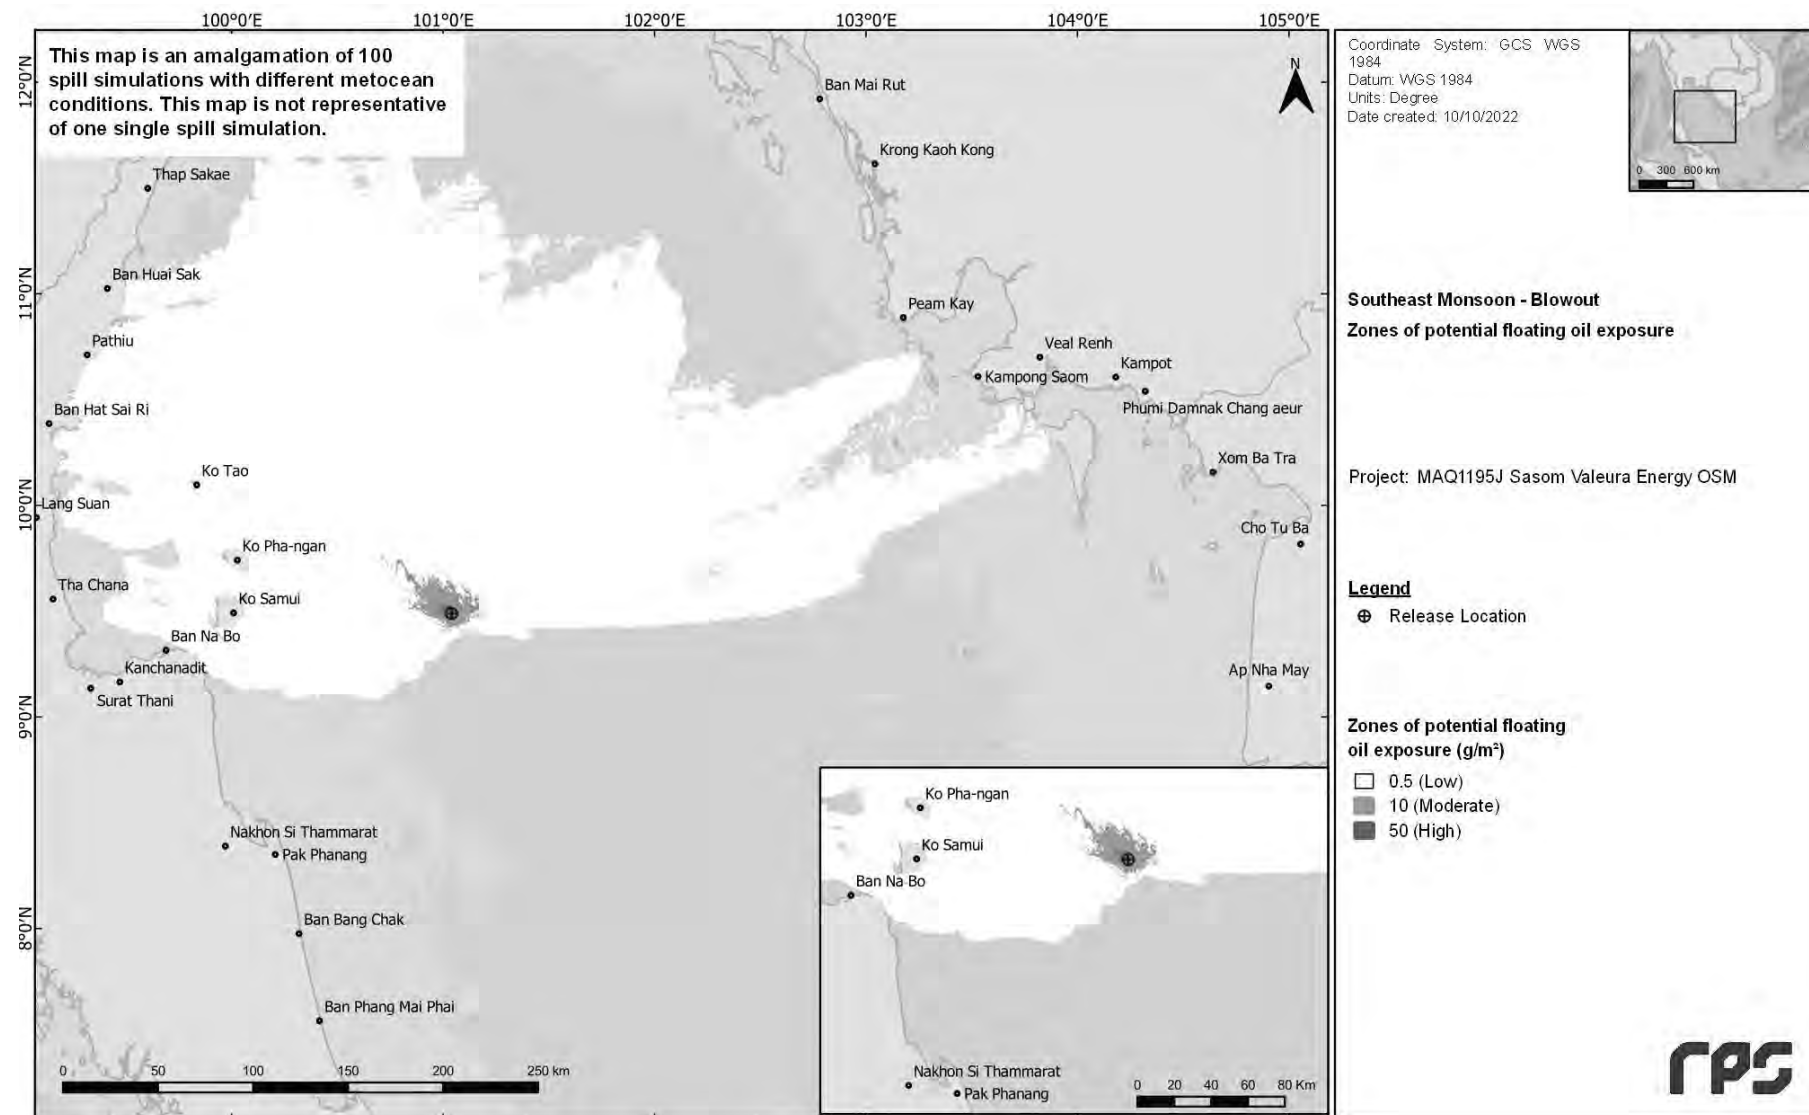 100°0'E 101°0'E 102°0'E 103°0'E 104°0'E 105°0'E
12°0'N
11°0'N
10°0'N
9°0'N
8°0'N
This map is an amalgamation of 100
spill simulations with different metocean
conditions. This map is not representative
of one single spill simulation.
N
Ban Mai Rut
Krong Kaoh Kong
Thap Sakae
Ban Huai Sak
Peam Kay
Pathiu
Veal Renh
Kampot
Kampong Saom
Ban Hat Sai Ri
Phumi Damnak Chang aeur
Xom Ba Tra
Ko Tao
Lang Suan
Cho Tu Ba
Ko Pha-ngan
Tha Chana
Ko Samui
Ban Na Bo
Kanchanadit
Ap Nha May
Surat Thani
Nakhon Si Thammarat
Pak Phanang
Ban Bang Chak
Ban Phang Mai Phai
0 50 100 150 200 250 km
Ko Pha-ngan
Ko Samui
Ban Na Bo
Nakhon Si Thammarat
Pak Phanang
0 20 40 60 80 Km
Coordinate System: GCS WGS
1984
Datum: WGS 1984
Units: Degree
Date created: 10/10/2022
0 300 600 km
Southeast Monsoon - Blowout
Zones of potential floating oil exposure
Project: MAQ1195J Sasom Valeura Energy OSM
Legend
Release Location
Zones of potential floating
oil exposure (g/m²)
0.5 (Low)
10 (Moderate)
50 (High)
rps